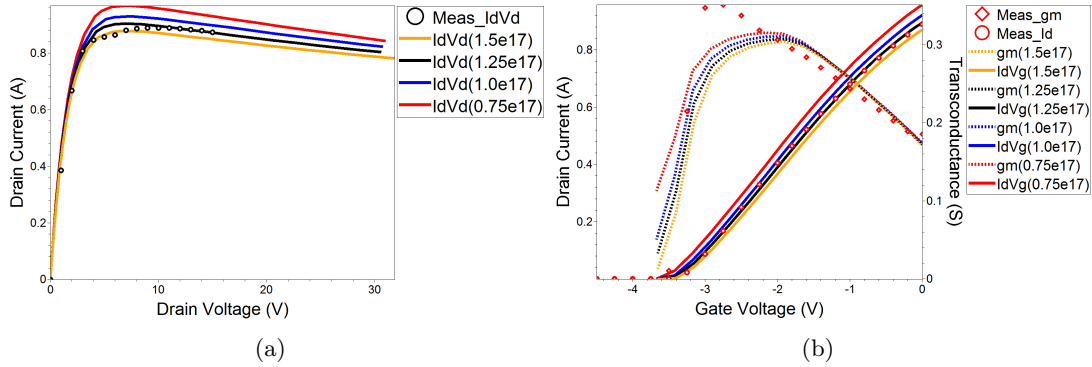 Drain Current (A)
0.8
0.6
0.4
0.2
0
0
10
20
30
Drain Voltage (V)
Meas_IdVd
IdVd(1.5e17)
IdVd(1.25e17)
IdVd(1.0e17)
IdVd(0.75e17)
(a)
Drain Current (A)
0.8
0.6
0.4
0.2
-4
-3
-2
-1
0
Gate Voltage (V)
0.3
0.2
0.1
0
Transconductance (S)
Meas_gm
Meas_Id
gm(1.5e17)
IdVg(1.5e17)
gm(1.25e17)
IdVg(1.25e17)
gm(1.0e17)
IdVg(1.0e17)
gm(0.75e17)
IdVg(0.75e17)
(b)